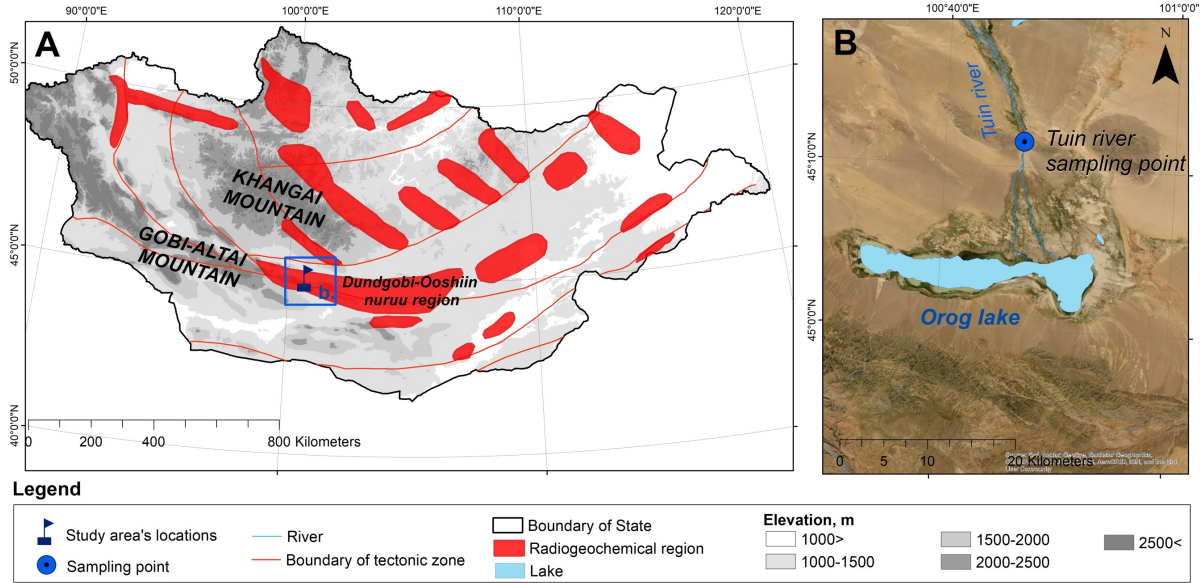 90°0'0"E
100°0'0"E
110°0'0"E
120°0'0"E
100°40'0"E
101°0'0"E
A
B
N
50°0'0"N
45°0'0"N
40°0'0"N
KHANGAI
MOUNTAIN
GOBI-ALTAI
MOUNTAIN
b.
Dundgobi-Ooshiin
nuruu region
0 200 400 800 Kilometers
Tuin river
Tuin river
sampling point
45°10'0"N
45°0'0"N
Orog lake
0 5 10 20 Kilometers
User Community
Legend
Study area's locations
Sampling point
River
Boundary of tectonic zone
Boundary of State
Radiogeochemical region
Lake
Elevation, m
1000>
1000-1500
1500-2000
2000-2500
2500<